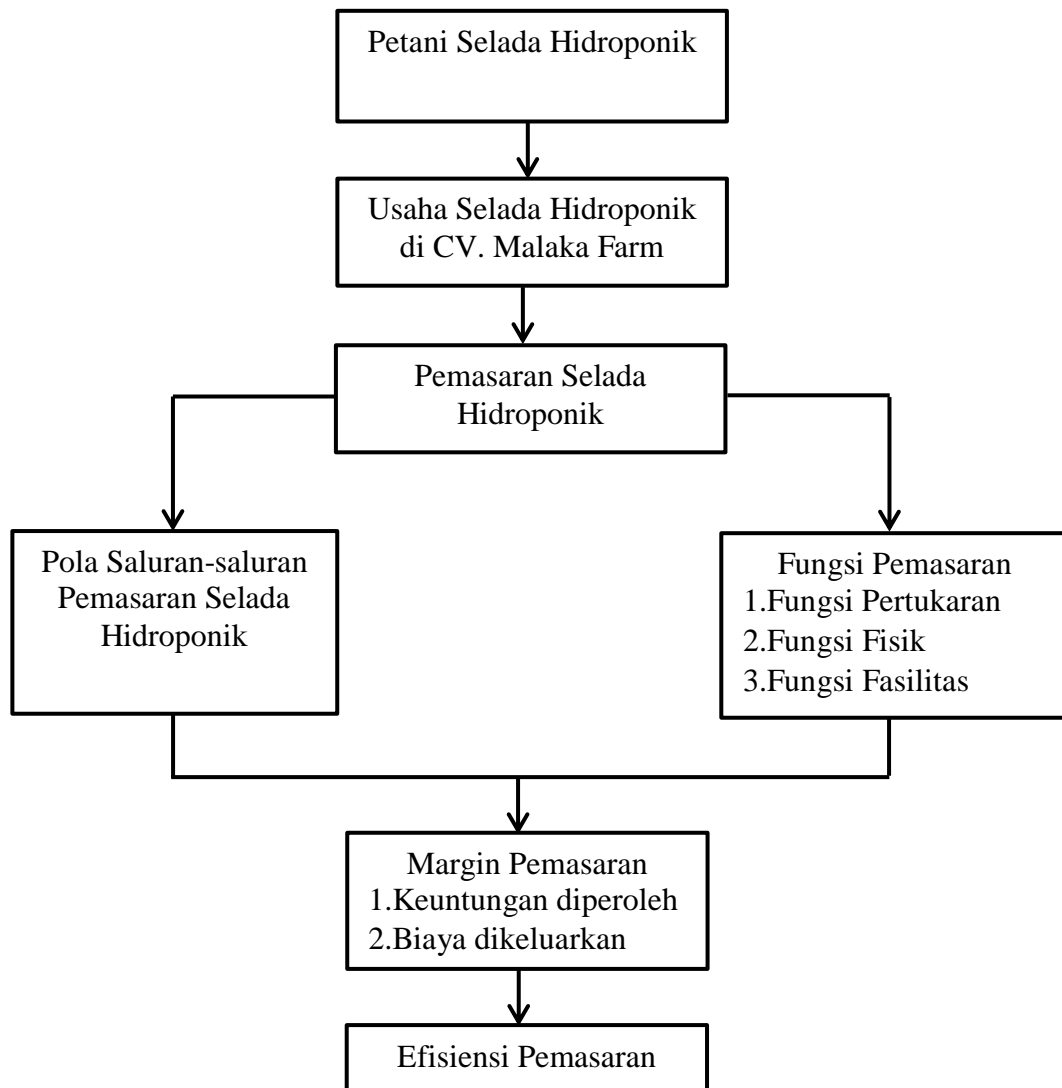 Petani Selada Hidroponik
Usaha Selada Hidroponik
di CV. Malaka Farm
Pemasaran Selada
Hidroponik
Pola Saluran-saluran
Pemasaran Selada
Hidroponik
Fungsi Pemasaran
1.Fungsi Pertukaran
2.Fungsi Fisik
3.Fungsi Fasilitas
Margin Pemasaran
1.Keuntungan diperoleh
2.Biaya dikeluarkan
Efisiensi Pemasaran